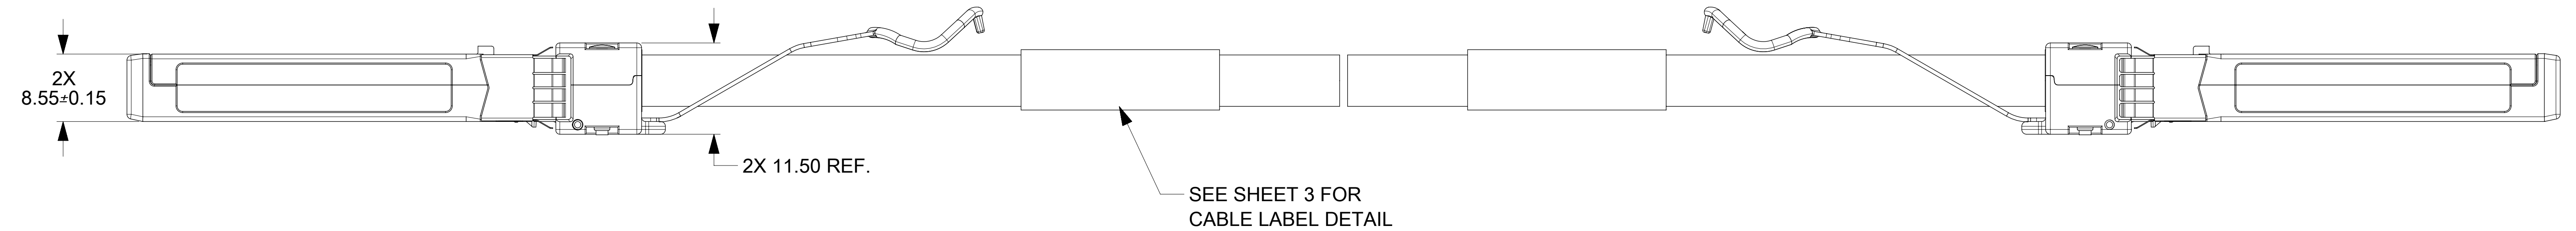 2X
8.55±0.15
2X 11.50 REF.
SEE SHEET 3 FOR
CABLE LABEL DETAIL